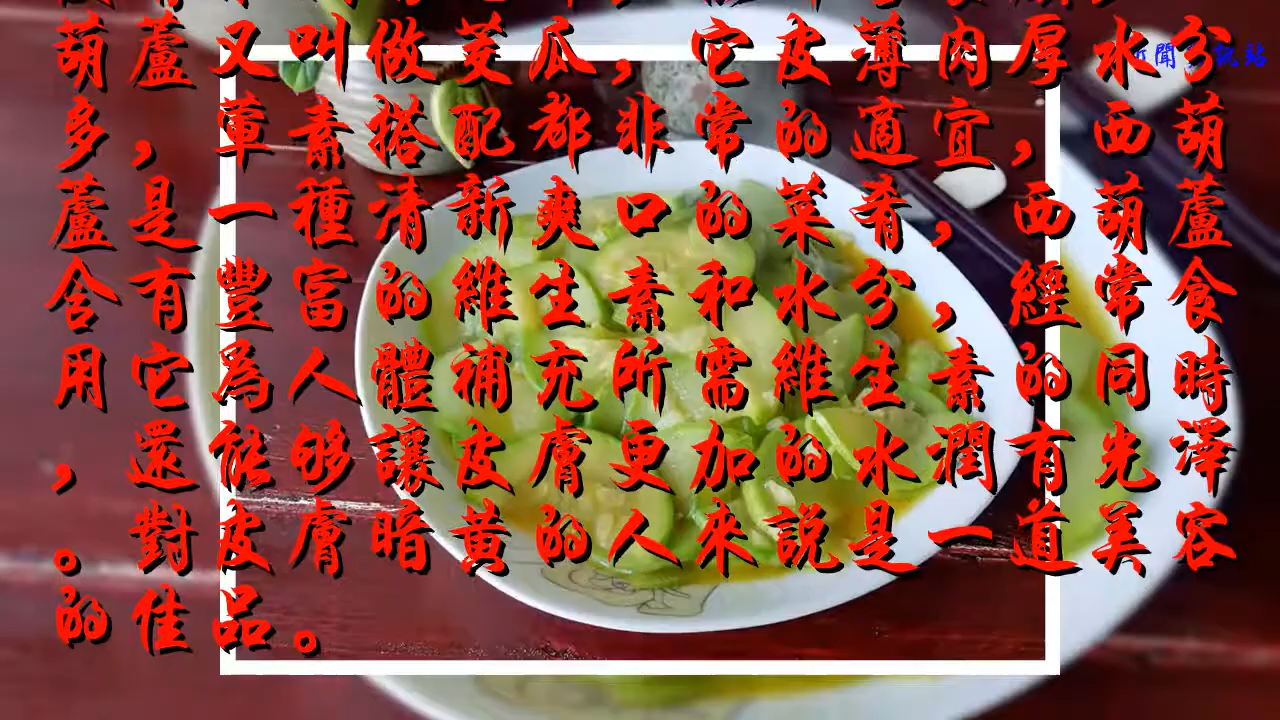 葫蘆又叫做茭瓜，它皮薄肉厚水分
多，葷素搭配都非常的適宜，西葫
蘆是一種清新爽口的菜肴，西葫蘆
含有豐富的維生素和水分，經常食
用它爲人體補充所需維生素的同時
，還能够讓皮膚更加的水潤有光澤
。對皮膚暗黃的人來説是一道美容
的佳品。